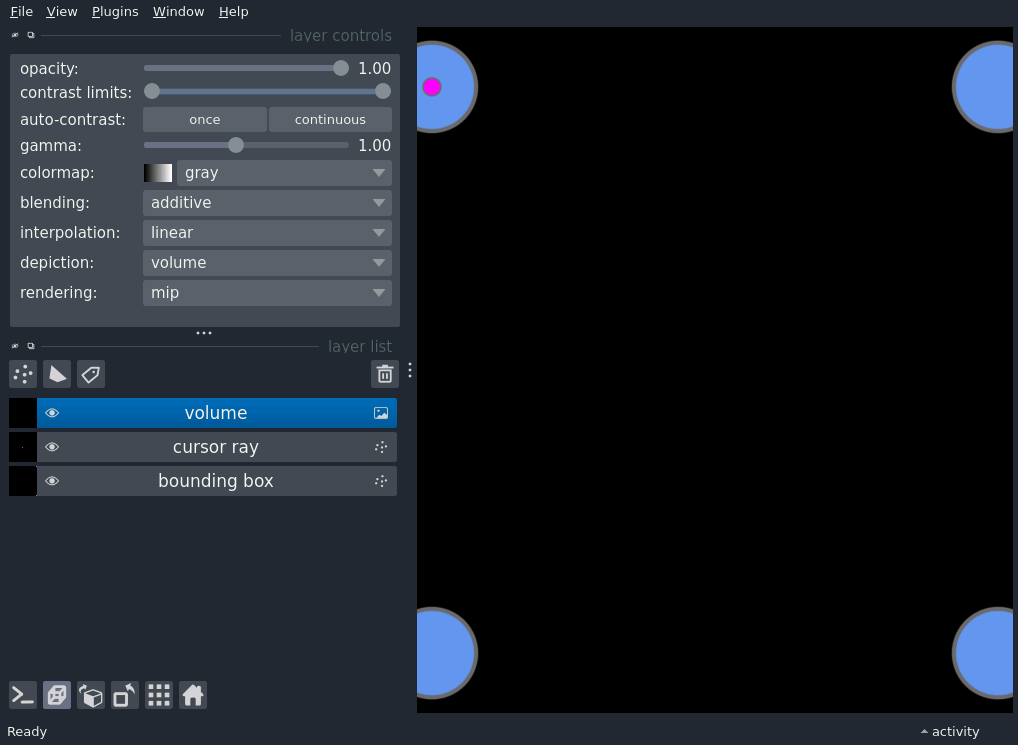 File View Plugins Window Help
layer controls
opacity: 1.00
contrast limits:
auto-contrast: once continuous
gamma: 1.00
colormap: gray
blending: additive
interpolation: linear
depiction: volume
rendering: mip
layer list
volume
cursor ray
bounding box
Ready activity